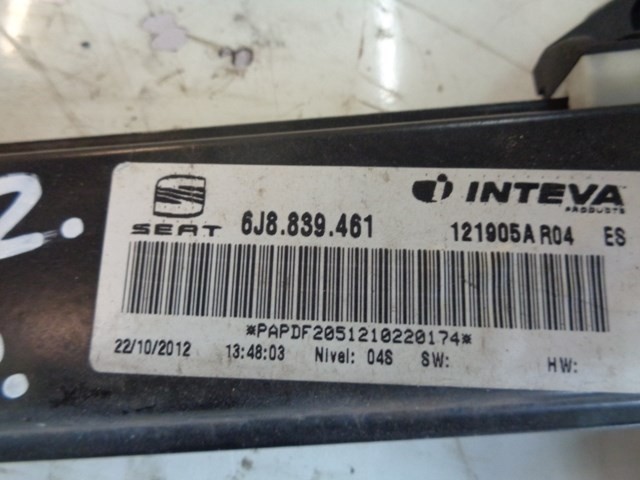 SEAT
6J8.839.461
INTEVA
PRODUCTS
121905A R04 ES
*PAPDF2051210220174*
22/10/2012 13:48:03 Nivel: 04S SW: HW:
2.